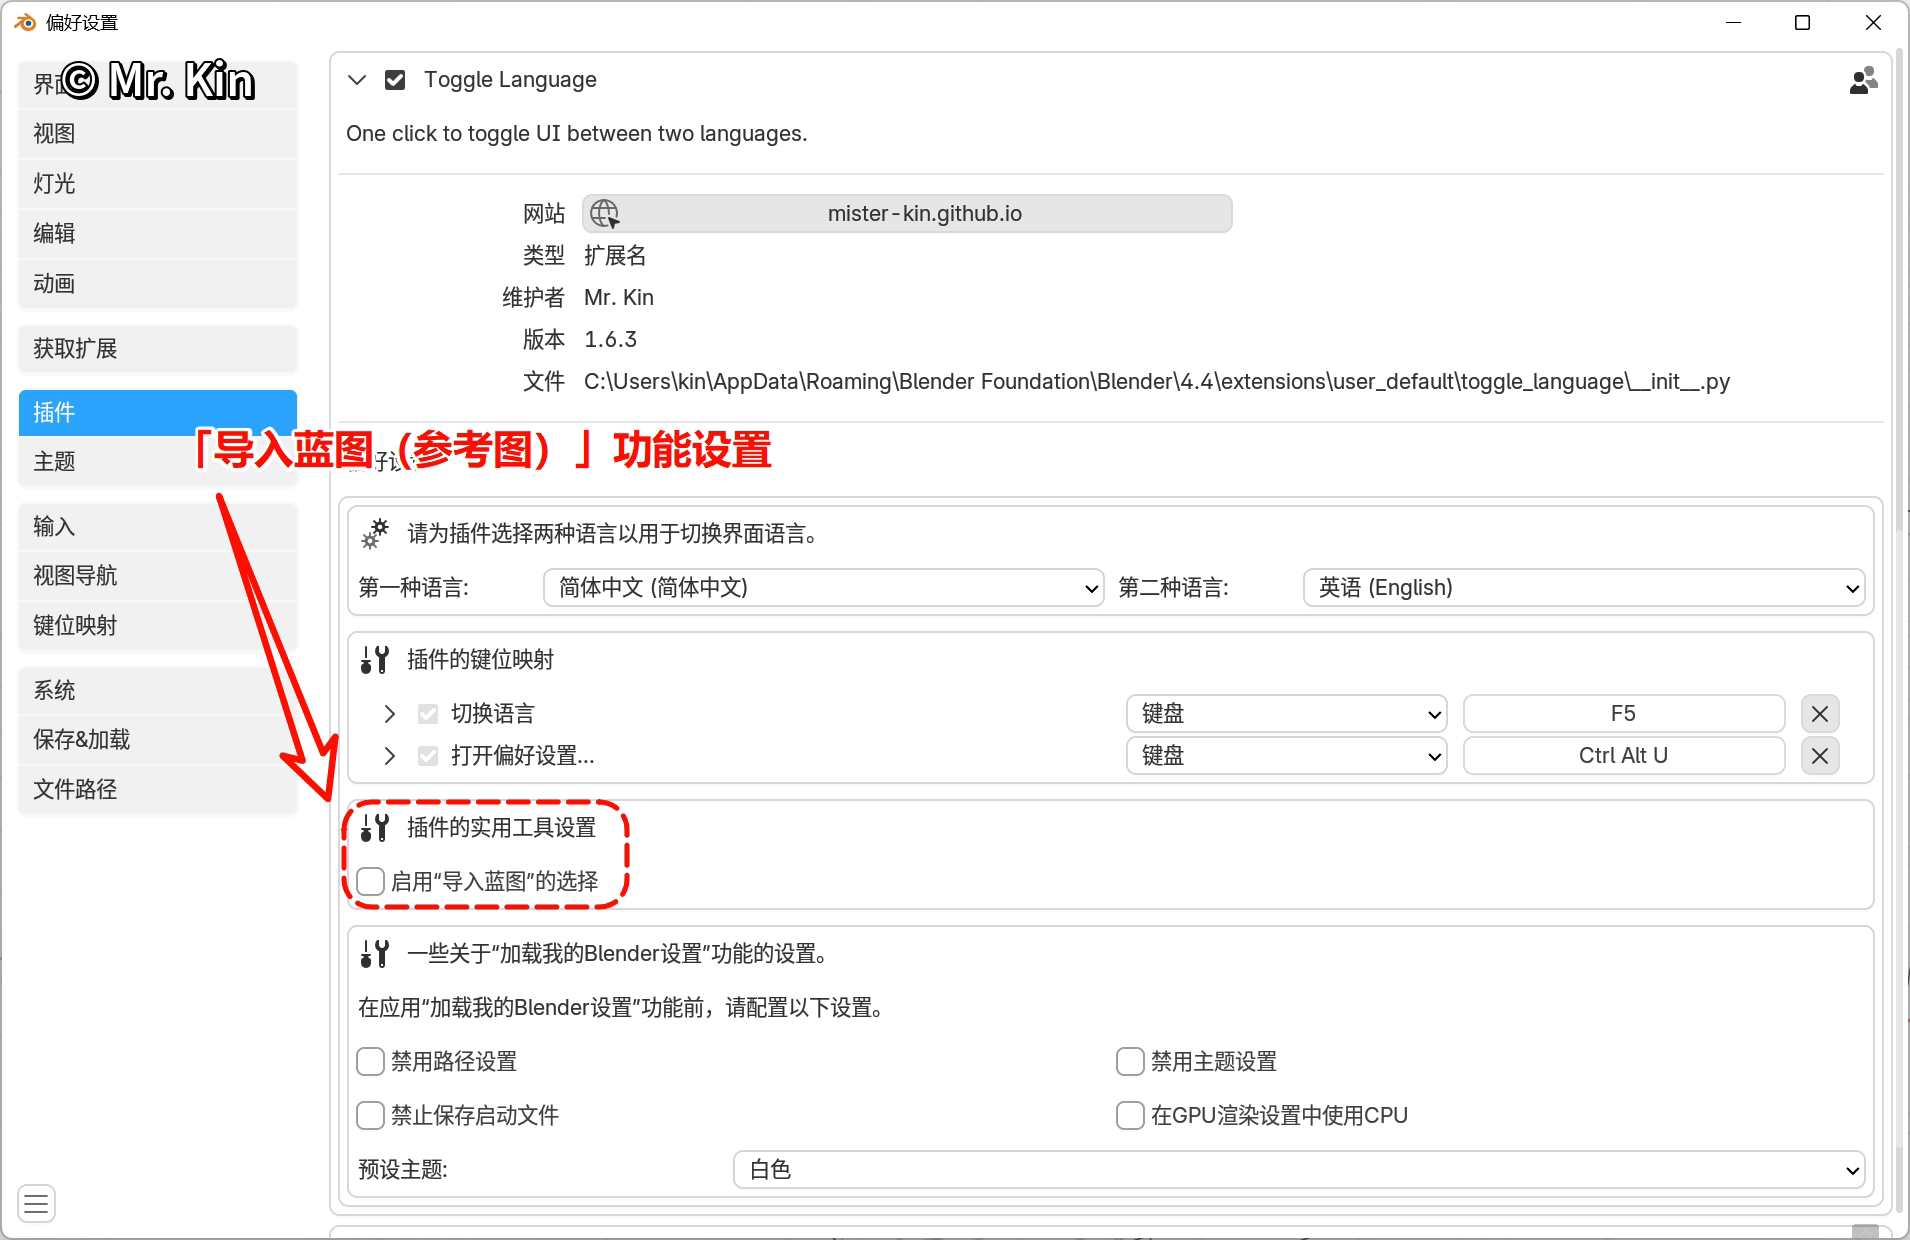 偏好设置
© Mr. Kin
界面
视图
灯光
编辑
动画
获取扩展
插件
主题
输入
视图导航
键位映射
系统
保存&加载
文件路径
Toggle Language
One click to toggle UI between two languages.
网站 mister-kin.github.io
类型 扩展名
维护者 Mr. Kin
版本 1.6.3
文件 C:\Users\kin\AppData\Roaming\Blender Foundation\Blender\4.4\extensions\user_default\toggle_language\__init__.py
「导入蓝图（参考图）」功能设置
请为插件选择两种语言以用于切换界面语言。
第一种语言: 简体中文 (简体中文) 第二种语言: 英语 (English)
插件的键位映射
切换语言 键盘 F5
打开偏好设置... 键盘 Ctrl Alt U
插件的实用工具设置
启用“导入蓝图”的选择
一些关于“加载我的Blender设置”功能的设置。
在应用“加载我的Blender设置”功能前，请配置以下设置。
禁用路径设置 禁用主题设置
禁止保存启动文件 在GPU渲染设置中使用CPU
预设主题: 白色